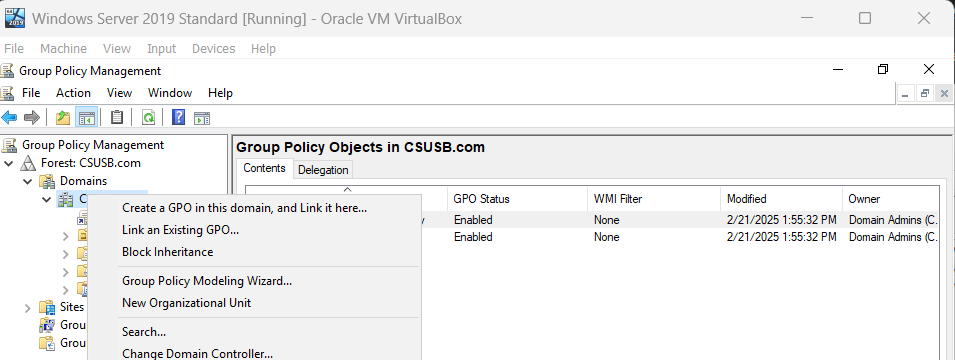 Windows Server 2019 Standard [Running] - Oracle VM VirtualBox
File Machine View Input Devices Help
Group Policy Management
File Action View Window Help
Group Policy Management
Forest: CSUSB.com
Domains
C
Sites
Grou
Grou
Create a GPO in this domain, and Link it here...
Link an Existing GPO...
Block Inheritance
Group Policy Modeling Wizard...
New Organizational Unit
Search...
Change Domain Controller...
Group Policy Objects in CSUSB.com
Contents Delegation
GPO Status WMI Filter Modified Owner
y Enabled None 2/21/2025 1:55:32 PM Domain Admins (C.
Enabled None 2/21/2025 1:55:32 PM Domain Admins (C.